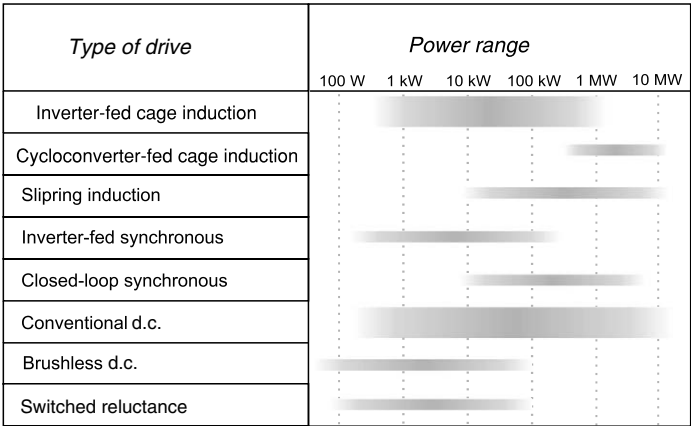 Type of drive
Power range
100 W 1 kW 10 kW 100 kW 1 MW 10 MW
Inverter-fed cage induction
Cycloconverter-fed cage induction
Slipring induction
Inverter-fed synchronous
Closed-loop synchronous
Conventional d.c.
Brushless d.c.
Switched reluctance